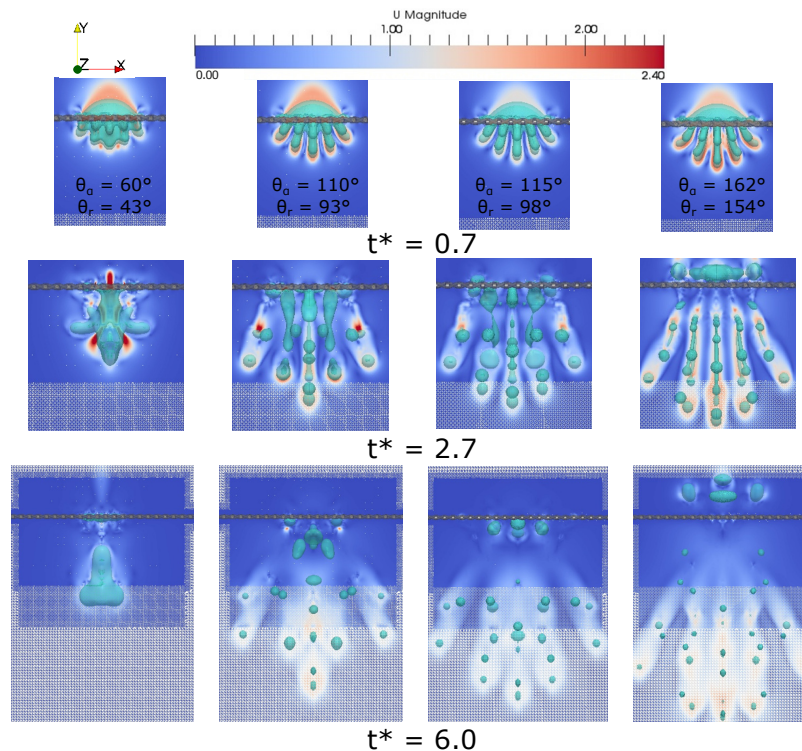 U Magnitude
1.00 2.00
0.00 2.40
Y
Z X
θa = 60° θa = 110° θa = 115° θa = 162°
θr = 43° θr = 93° θr = 98° θr = 154°
t* = 0.7
t* = 2.7
t* = 6.0